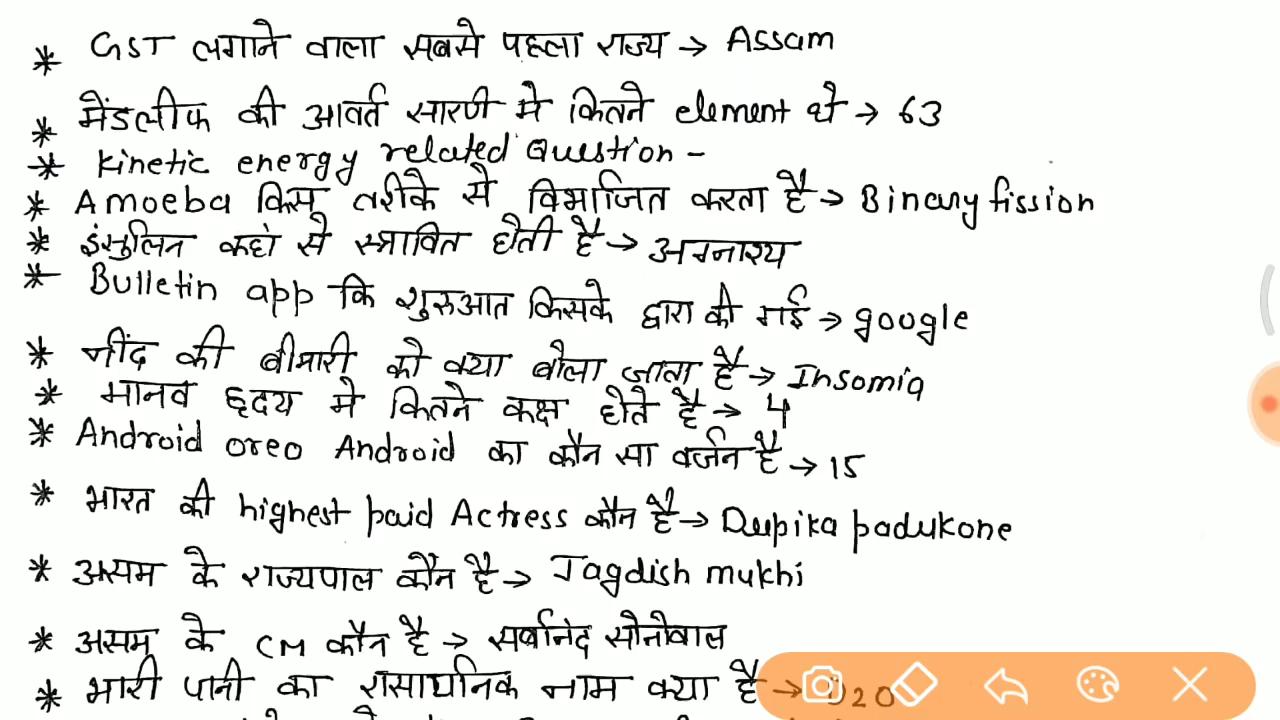 * GST लगाने वाला सबसे पहला राज्य → Assam
* मेंडलीफ की आवर्त सारणी मे कितने element थे → 63
* Kinetic energy related Question -
* Amoeba किस तरीके से विभाजित करता है → Binary fission
* इंसुलिन कहाँ से स्त्रावित होती है → अग्नाश्य
* Bulletin app कि शुरुआत किसके द्वारा की गई → google
* नींद की बीमारी को क्या बोला जाता है → Insomia
* मानव हृदय मे कितने कक्ष होते है → 4
* Android oreo Android का कौन सा वर्जन है → 15
* भारत की highest paid Actress कौन है → Deepika padukone
* असम के राज्यपाल कौन है → Jagdish mukhi
* असम के CM कौन है → सर्बानंद सोनोवाल
* भारी पानी का रासायनिक नाम क्या है → D2O